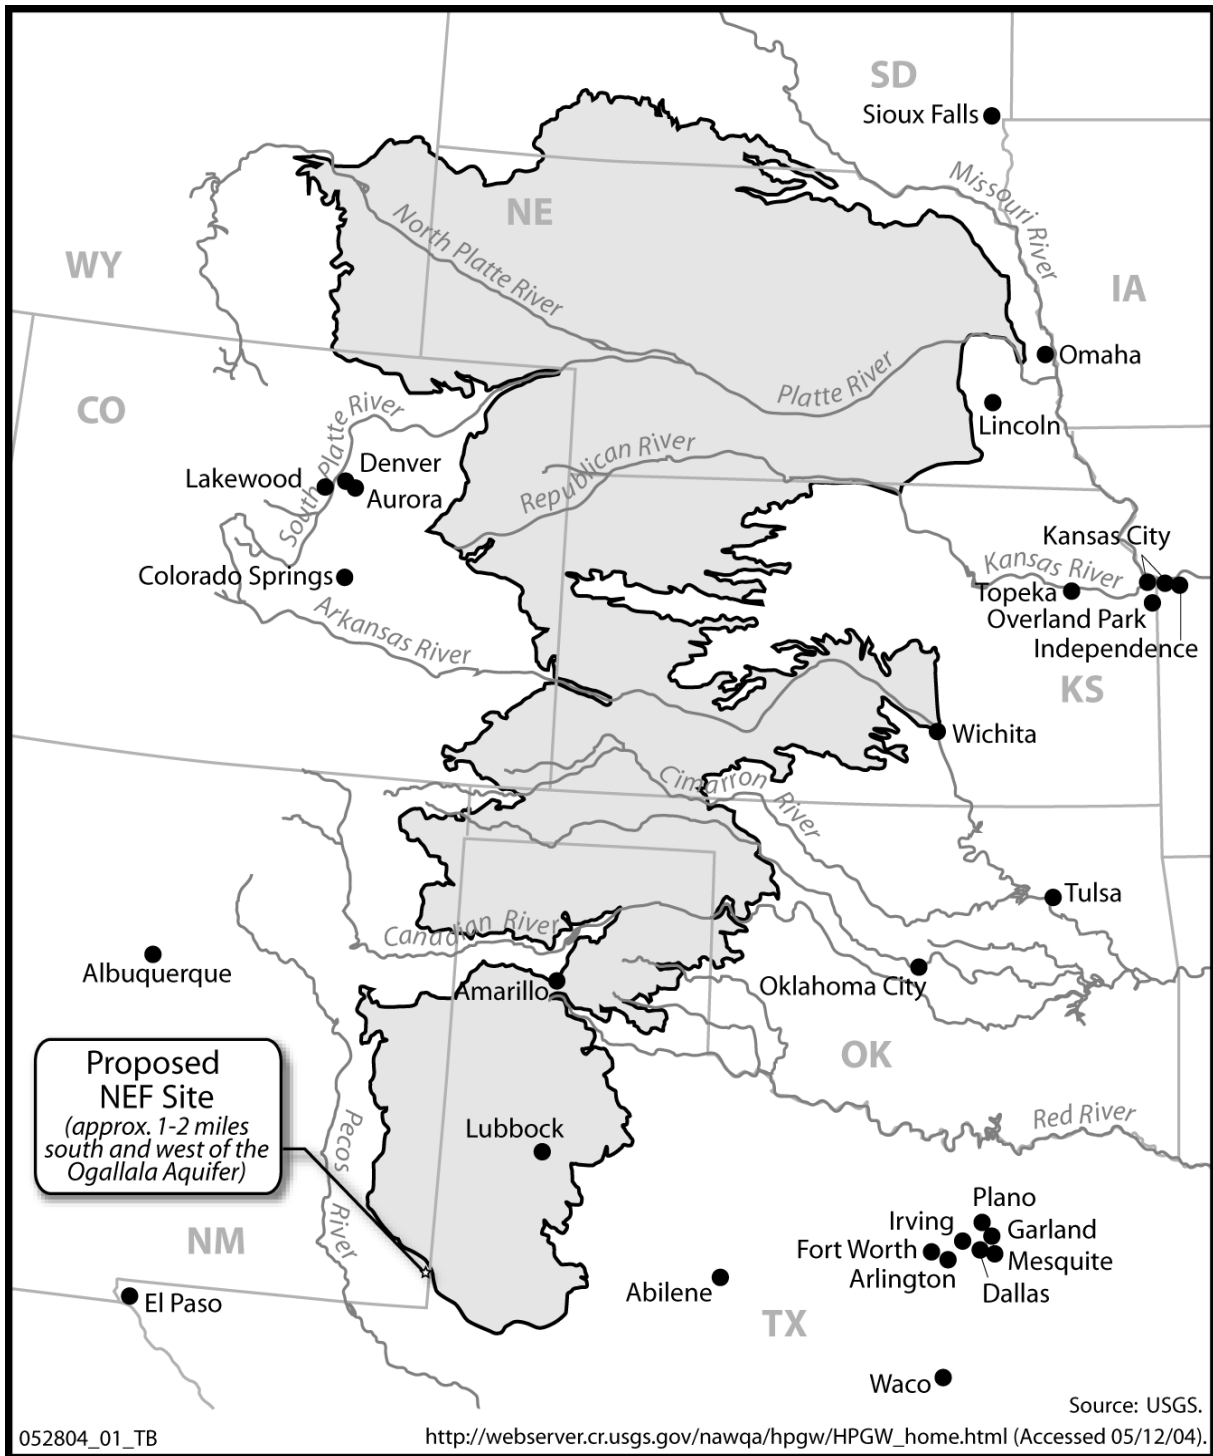 SD
Sioux Falls
Missouri River
NE
North Platte River
WY
IA
Omaha
Platte River
CO
Lincoln
South Platte River
Republican River
Denver
Lakewood
Aurora
Kansas City
Kansas River
Colorado Springs
Topeka
Overland Park
Arkansas River
Independence
KS
Wichita
Cimarron River
Tulsa
Canadian River
Albuquerque
Amarillo
Oklahoma City
Proposed
NEF Site
(approx. 1-2 miles
south and west of the
Ogallala Aquifer)
OK
Pecos River
Lubbock
Red River
Plano
Irving
Garland
NM
Fort Worth
Mesquite
Arlington
Dallas
Abilene
El Paso
TX
Waco
Source: USGS.
052804_01_TB
http://webserver.cr.usgs.gov/nawqa/hpgw/HPGW_home.html (Accessed 05/12/04).